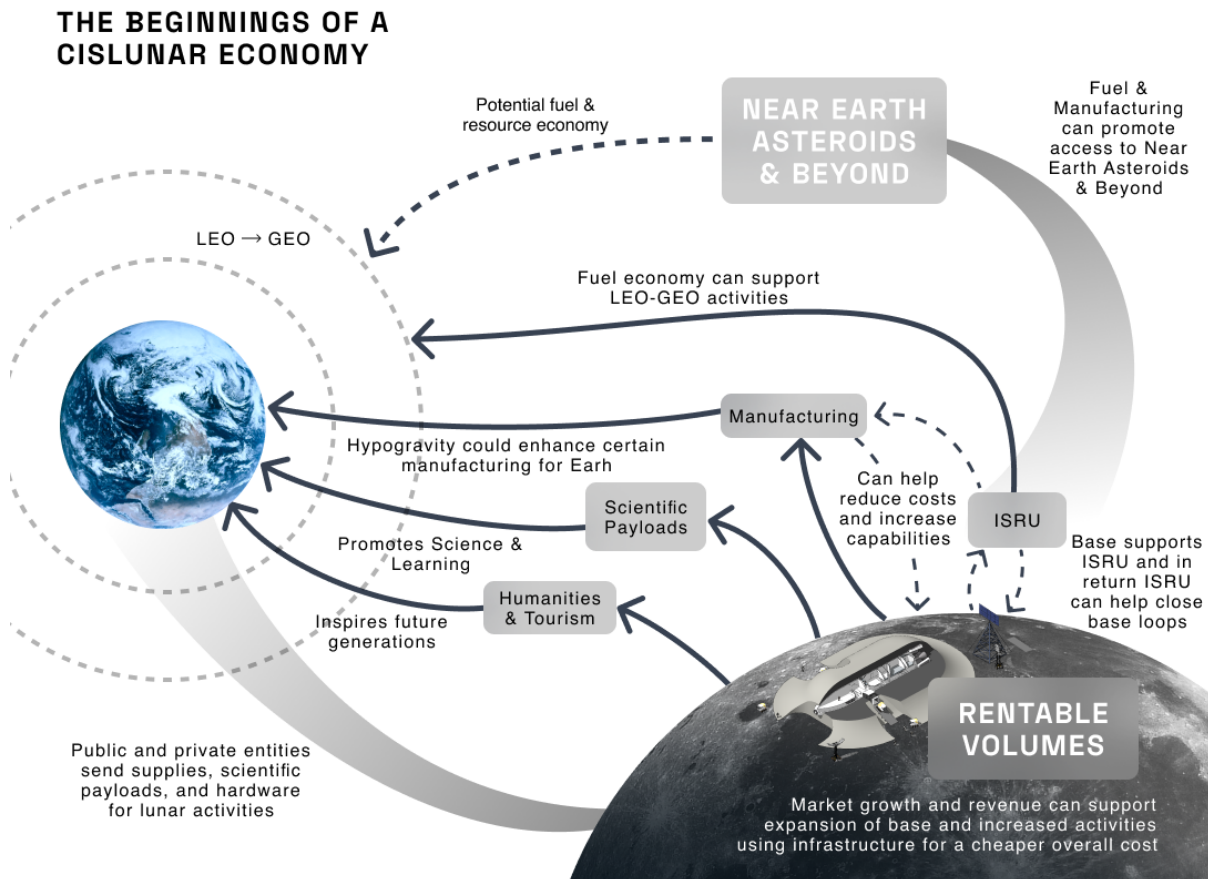 THE BEGINNINGS OF A
CISLUNAR ECONOMY
Potential fuel &
resource economy
NEAR EARTH
ASTEROIDS
& BEYOND
Fuel &
Manufacturing
can promote
access to Near
Earth Asteroids
& Beyond
LEO → GEO
Fuel economy can support
LEO-GEO activities
Manufacturing
Hypogravity could enhance certain
manufacturing for Earh
Can help
reduce costs
and increase
capabilities
Scientific
Payloads
ISRU
Promotes Science &
Learning
Base supports
ISRU and in
return ISRU
can help close
base loops
Humanities
& Tourism
Inspires future
generations
RENTABLE
VOLUMES
Public and private entities
send supplies, scientific
payloads, and hardware
for lunar activities
Market growth and revenue can support
expansion of base and increased activities
using infrastructure for a cheaper overall cost